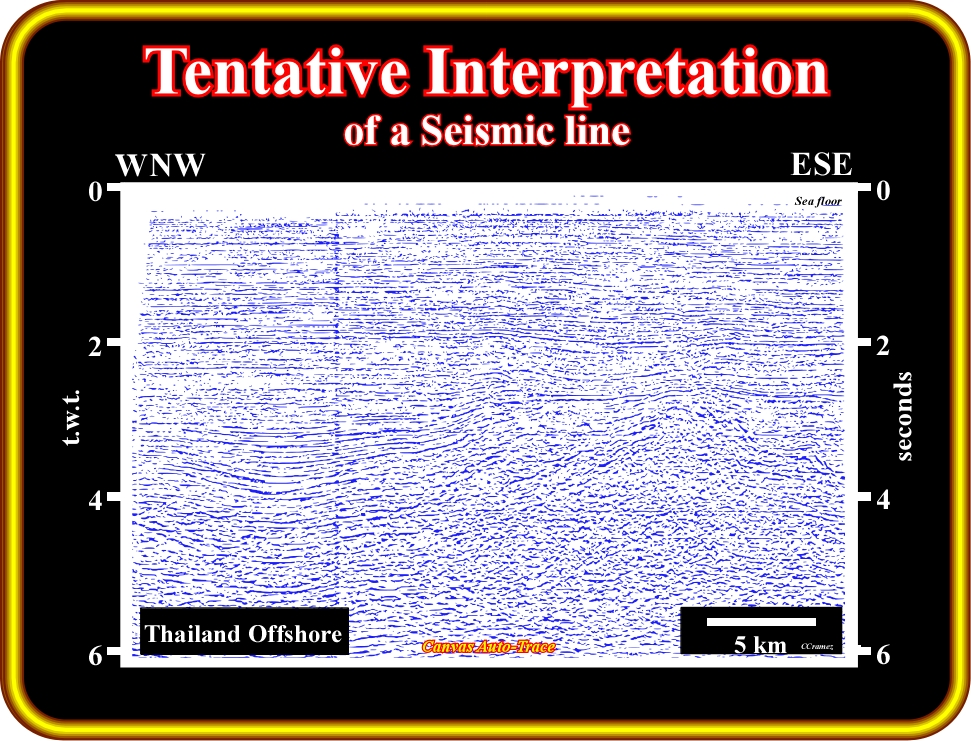 Tentative Interpretation
of a Seismic line
WNW
ESE
0
0
Sea floor
2
2
t.w.t.
seconds
4
4
Thailand Offshore
Canvas Auto-Trace
5 km
CCramez
6
6